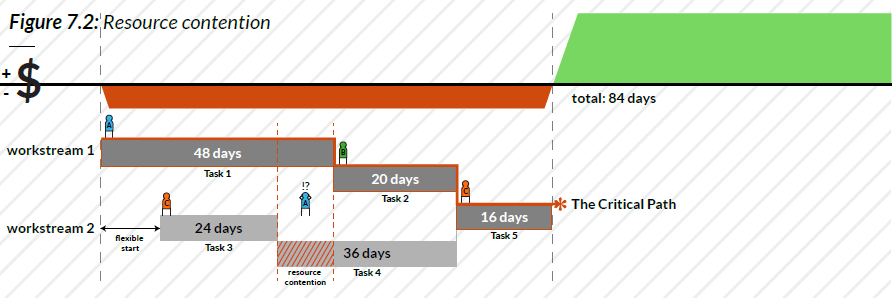 Figure 7.2: Resource contention
+
$
-
total: 84 days
A
workstream 1
48 days
B
Task 1
20 days
!?
C
Task 2
C
A
16 days
The Critical Path
workstream 2
24 days
Task 5
flexible
start
Task 3
36 days
resource
contention
Task 4